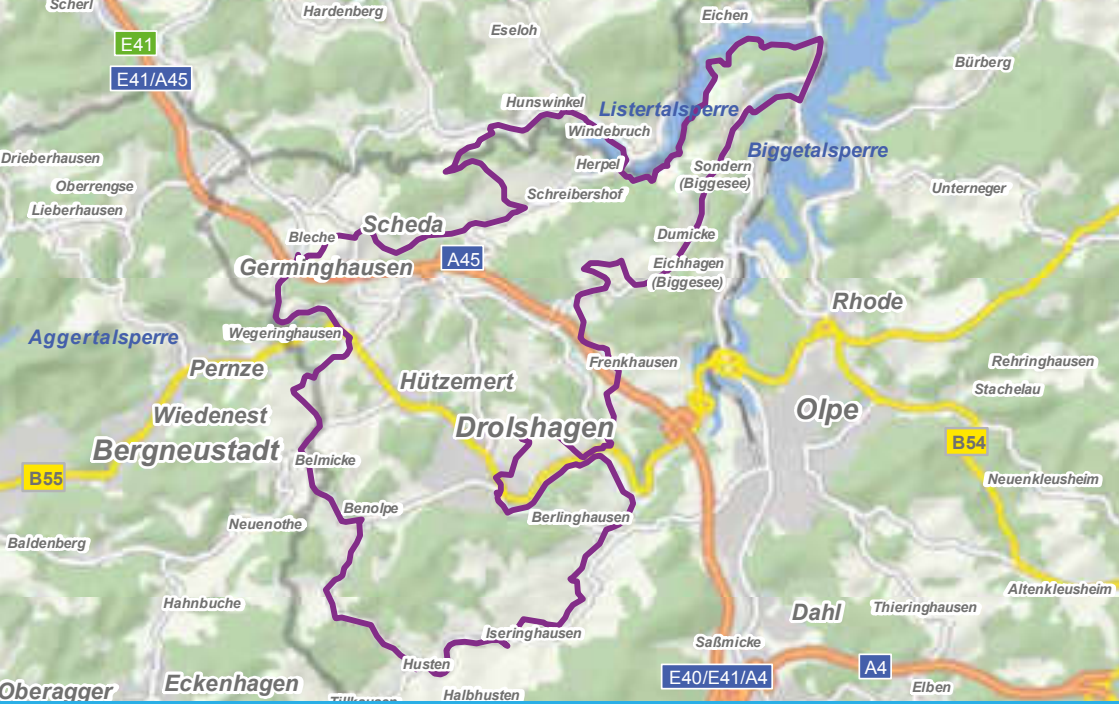 Scherl
Hardenberg
Eichen
Eseloh
E41
Bürberg
E41/A45
Hunswinkel
Listertalsperre
Windebruch
Biggetalsperre
Drieberhausen
Herpel
Sondern
(Biggesee)
Oberrengse
Schreibershof
Unterneger
Lieberhausen
Scheda
Bleche
Dumicke
A45
Germinghausen
Eichhagen
(Biggesee)
Rhode
Wegeringhausen
Aggertalsperre
Frenkhausen
Rehringhausen
Pernze
Hützemert
Stachelau
Wiedenest
Olpe
Drolshagen
B54
Bergneustadt
Belmicke
B55
Neuenkleusheim
Benolpe
Berlinghausen
Neuenothe
Baldenberg
Altenkleusheim
Hahnbuche
Thieringhausen
Dahl
Iseringhausen
Saßmicke
Husten
A4
E40/E41/A4
Eckenhagen
Elben
Oberagger
Halbhusten